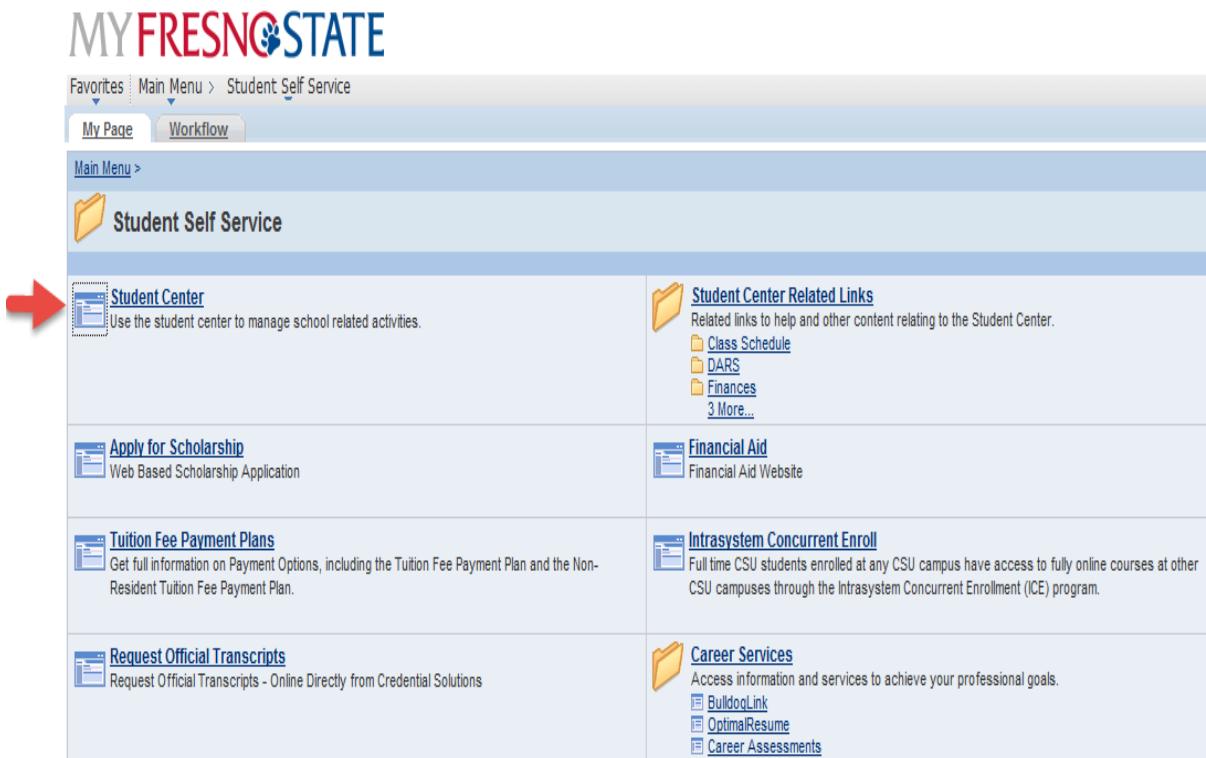 MYFRESNOSTATE
Favorites Main Menu > Student Self Service
My Page Workflow
Main Menu >
Student Self Service
Student Center
Use the student center to manage school related activities.
Student Center Related Links
Related links to help and other content relating to the Student Center.
Class Schedule
DARS
Finances
3 More...
Apply for Scholarship
Web Based Scholarship Application
Financial Aid
Financial Aid Website
Tuition Fee Payment Plans
Get full information on Payment Options, including the Tuition Fee Payment Plan and the Non-
Resident Tuition Fee Payment Plan.
Intrasystem Concurrent Enroll
Full time CSU students enrolled at any CSU campus have access to fully online courses at other
CSU campuses through the Intrasystem Concurrent Enrollment (ICE) program.
Request Official Transcripts
Request Official Transcripts - Online Directly from Credential Solutions
Career Services
Access information and services to achieve your professional goals.
BulldogLink
OptimalResume
Career Assessments